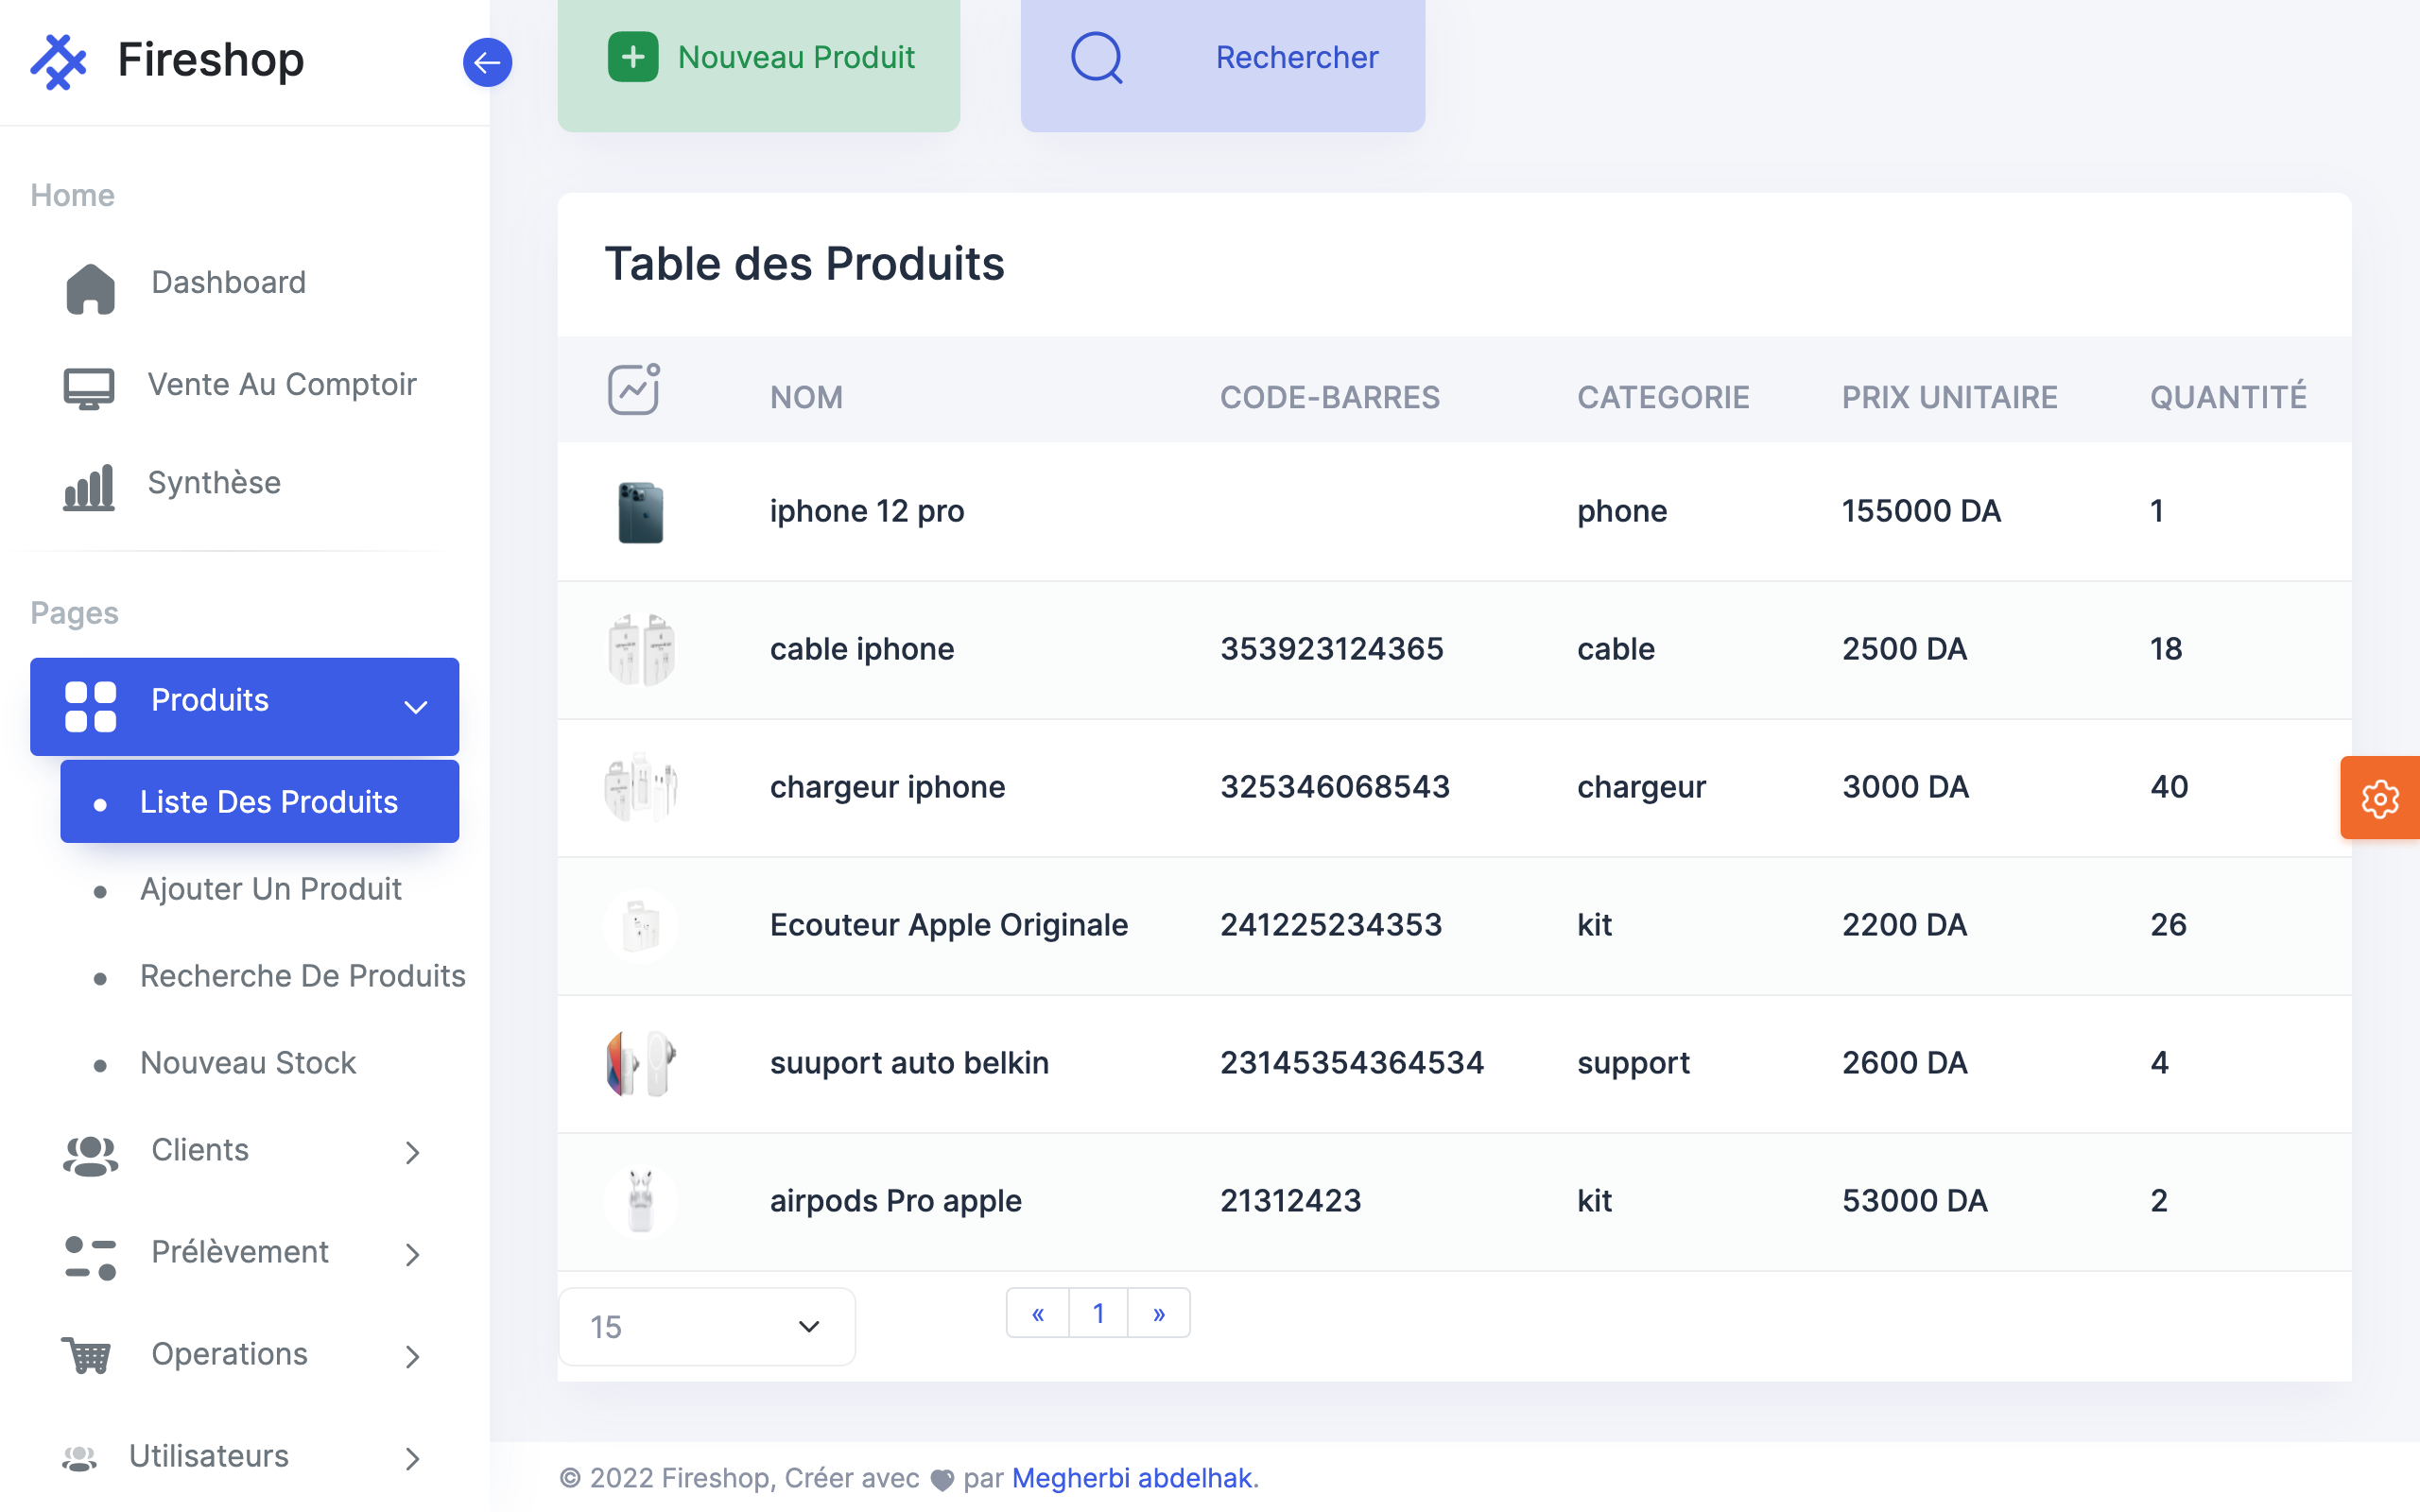 Fireshop
Home
Dashboard
Vente Au Comptoir
Synthèse
Pages
Produits
Liste Des Produits
Ajouter Un Produit
Recherche De Produits
Nouveau Stock
Clients
Prélèvement
Operations
Utilisateurs
Nouveau Produit
Rechercher
Table des Produits
NOM CODE-BARRES CATEGORIE PRIX UNITAIRE QUANTITÉ
iphone 12 pro phone 155000 DA 1
cable iphone 353923124365 cable 2500 DA 18
chargeur iphone 325346068543 chargeur 3000 DA 40
Ecouteur Apple Originale 241225234353 kit 2200 DA 26
suuport auto belkin 23145354364534 support 2600 DA 4
airpods Pro apple 21312423 kit 53000 DA 2
15 « 1 »
© 2022 Fireshop, Créer avec par Megherbi abdelhak.